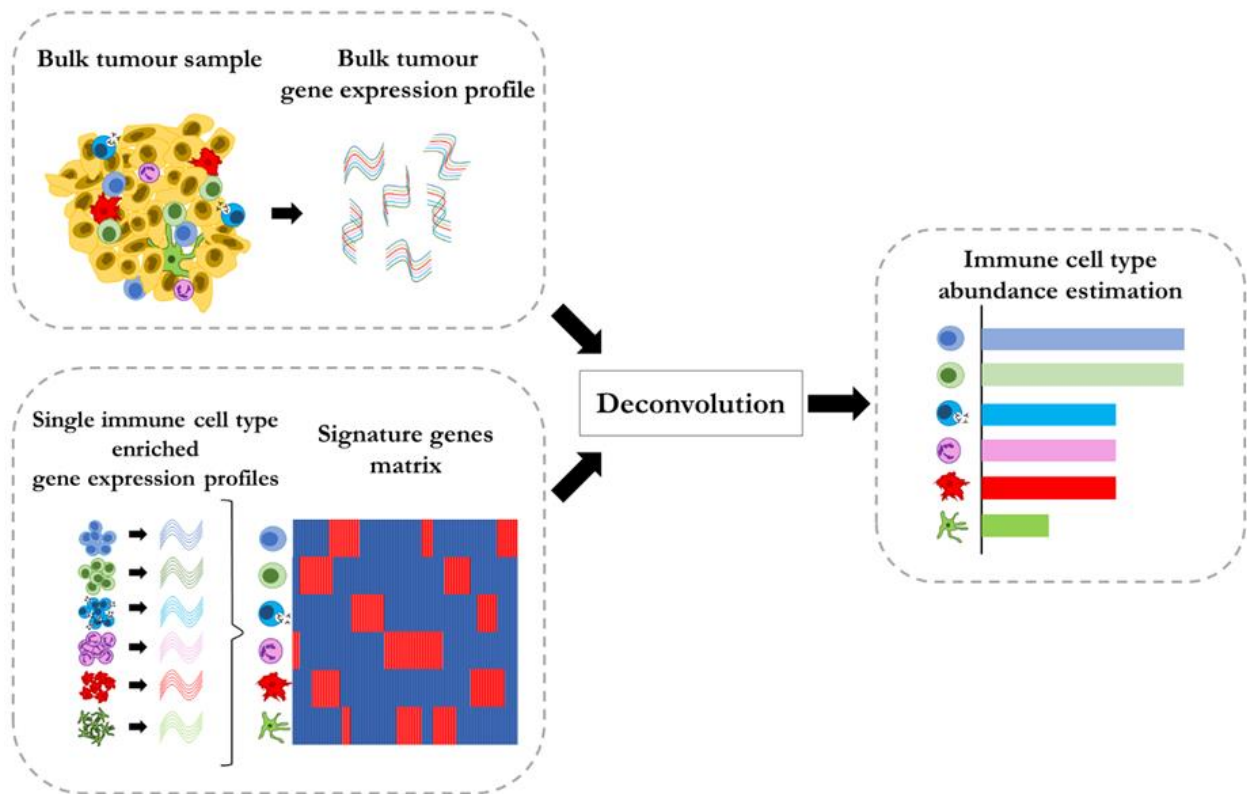 Bulk tumour sample
Bulk tumour
gene expression profile
Single immune cell type
enriched
gene expression profiles
Signature genes
matrix
Deconvolution
Immune cell type
abundance estimation